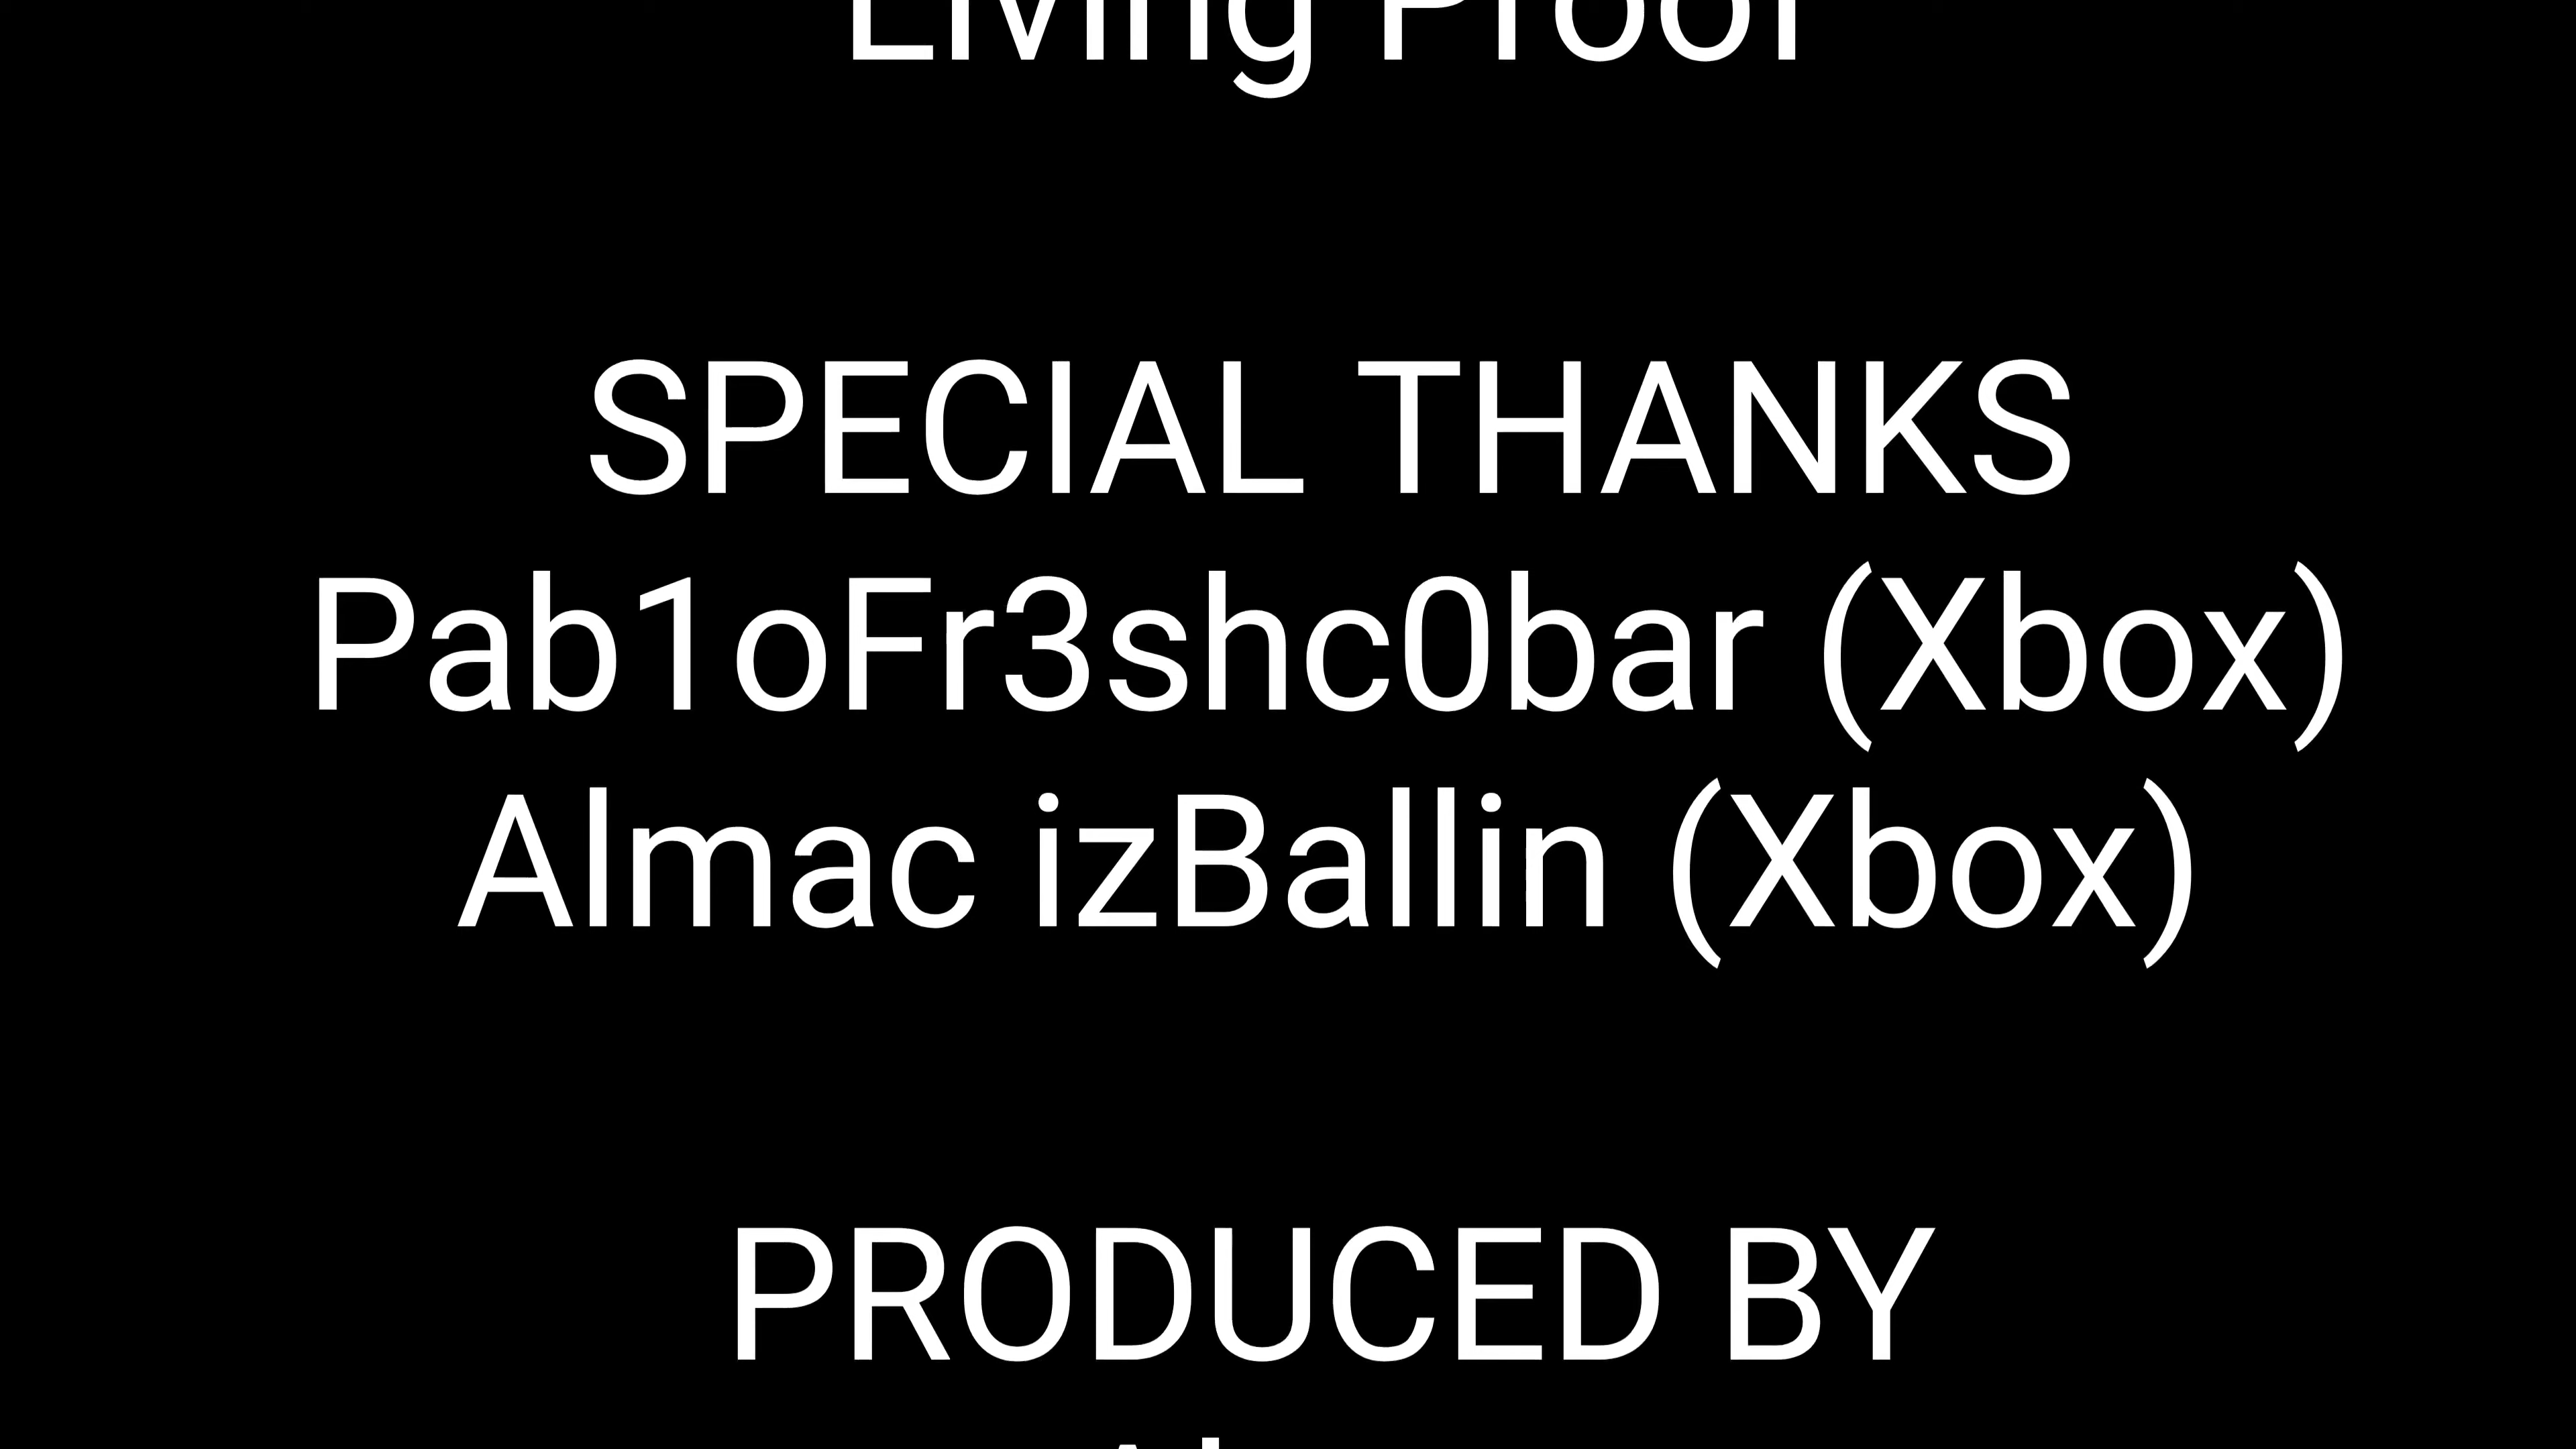 Living Proof
SPECIAL THANKS
Pab1oFr3shc0bar (Xbox)
Almac izBallin (Xbox)
PRODUCED BY